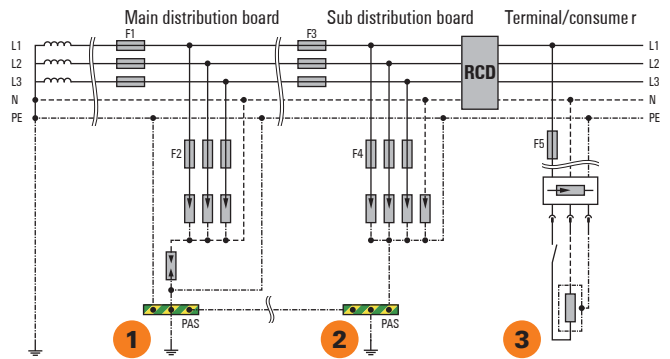 Main distribution board
Sub distribution board
Terminal/consume r
F1
F3
L1
L1
L2
L2
L3
L3
RCD
N
N
PE
PE
F2
F4
F5
PAS
PAS
1
2
3